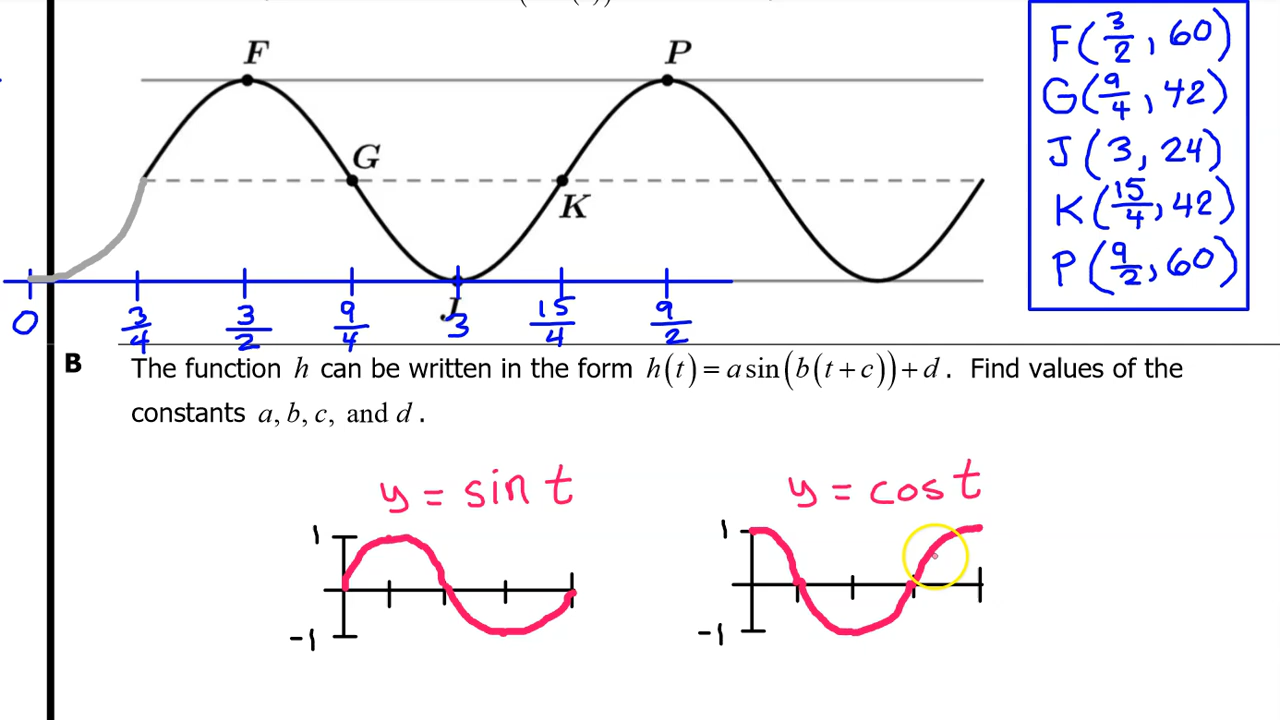 F P
F(3/2, 60)
G(9/4, 42)
J(3, 24)
K(15/4, 42)
P(9/2, 60)
G
K
J
0 3/4 3/2 9/4 3 15/4 9/2
B The function h can be written in the form h(t) = a sin(b(t+c)) + d. Find values of the
constants a, b, c, and d.
y = sin t y = cos t
1 1
-1 -1